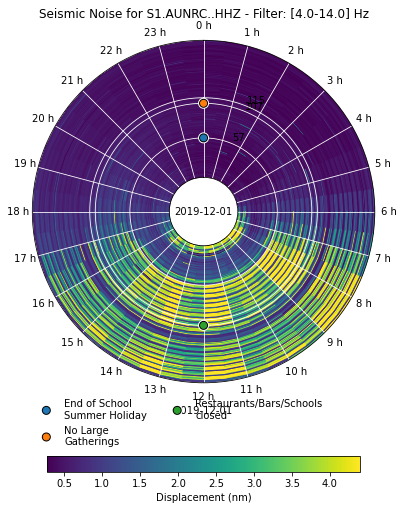 Seismic Noise for S1.AUNRC..HHZ - Filter: [4.0-14.0] Hz
0 h
23 h
1 h
22 h
2 h
21 h
3 h
20 h
4 h
19 h
5 h
18 h
6 h
17 h
7 h
16 h
8 h
15 h
9 h
14 h
10 h
13 h
11 h
12 h
115
57
2019-12-01
2019-12-01
End of School
Summer Holiday
No Large
Gatherings
Restaurants/Bars/Schools
closed
0.5 1.0 1.5 2.0 2.5 3.0 3.5 4.0
Displacement (nm)